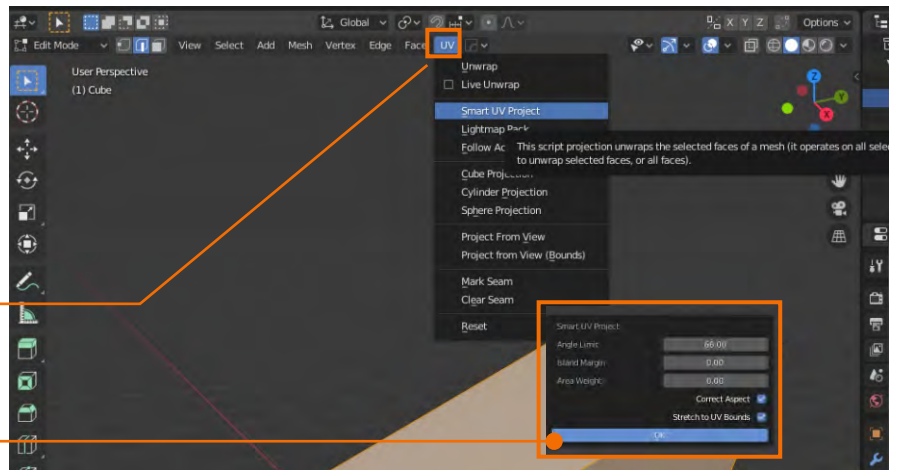 Global
X Y Z
Options
Edit Mode
View Select Add Mesh Vertex Edge Face UV
User Perspective
(1) Cube
Z
Y
X
Unwrap
Live Unwrap
Smart UV Project
Lightmap Pack
Follow Ac
This script projection unwraps the selected faces of a mesh (it operates on all sele
to unwrap selected faces, or all faces).
Cube Projection
Cylinder Projection
Sphere Projection
Project From View
Project from View (Bounds)
Mark Seam
Clear Seam
Reset
Smart UV Project
Angle Limit: 66.00
Island Margin: 0.00
Area Weight: 0.00
Correct Aspect
Stretch to UV Bounds
OK